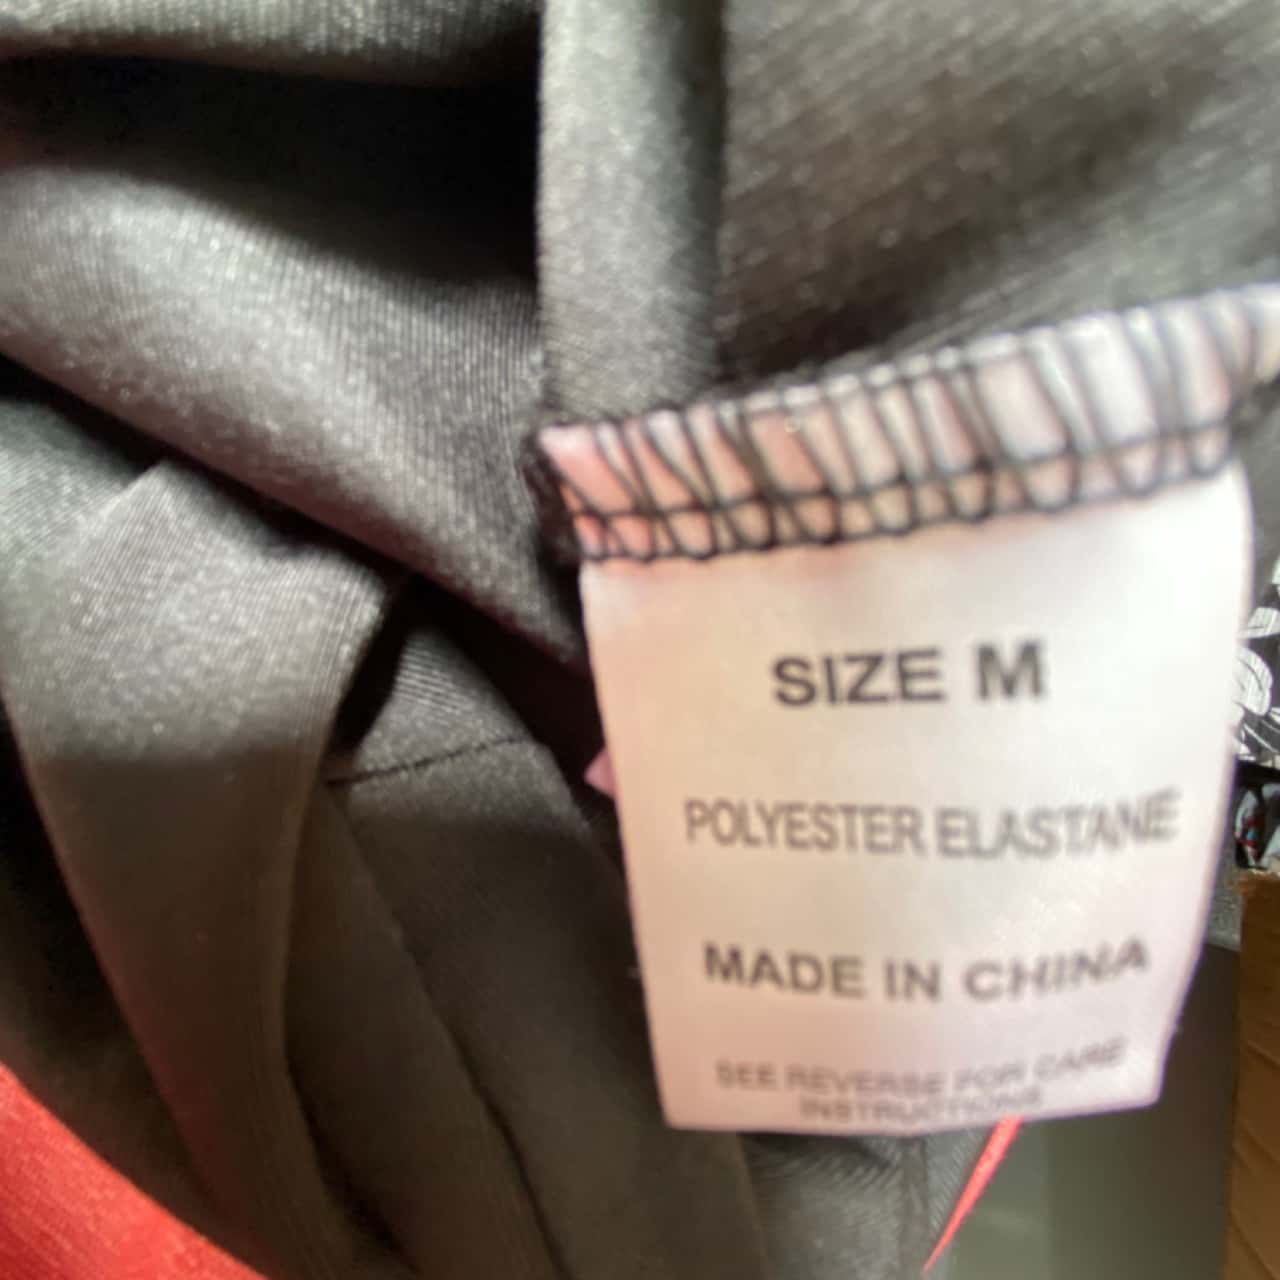 SIZE M
POLYESTER ELASTANE
MADE IN CHINA
SEE REVERSE FOR CARE
INSTRUCTIONS